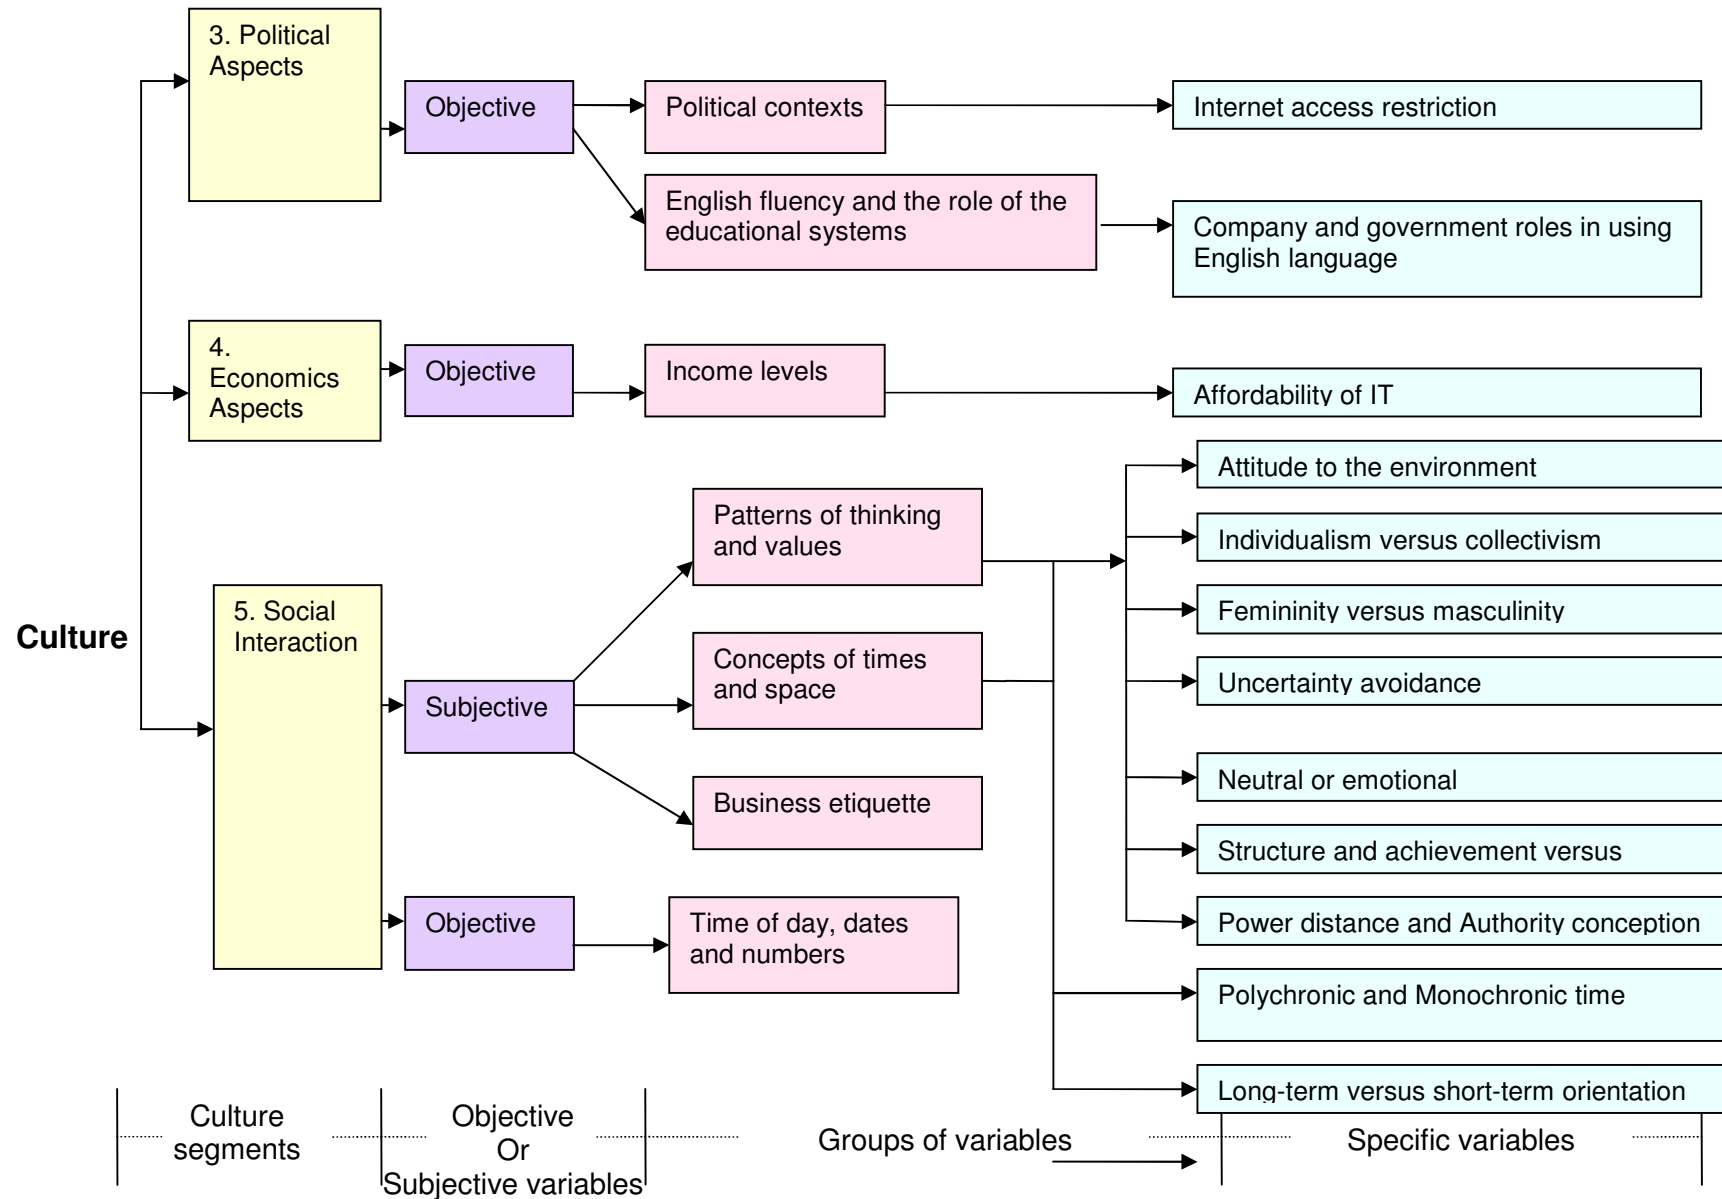 3. Political
Aspects
Objective
Political contexts
Internet access restriction
English fluency and the role of the
educational systems
Company and government roles in using
English language
4.
Economics
Aspects
Objective
Income levels
Affordability of IT
Culture
5. Social
Interaction
Subjective
Patterns of thinking
and values
Concepts of times
and space
Business etiquette
Objective
Time of day, dates
and numbers
Attitude to the environment
Individualism versus collectivism
Femininity versus masculinity
Uncertainty avoidance
Neutral or emotional
Structure and achievement versus
Power distance and Authority conception
Polychronic and Monochronic time
Long-term versus short-term orientation
Culture
segments
Objective
Or
Subjective variables
Groups of variables
Specific variables